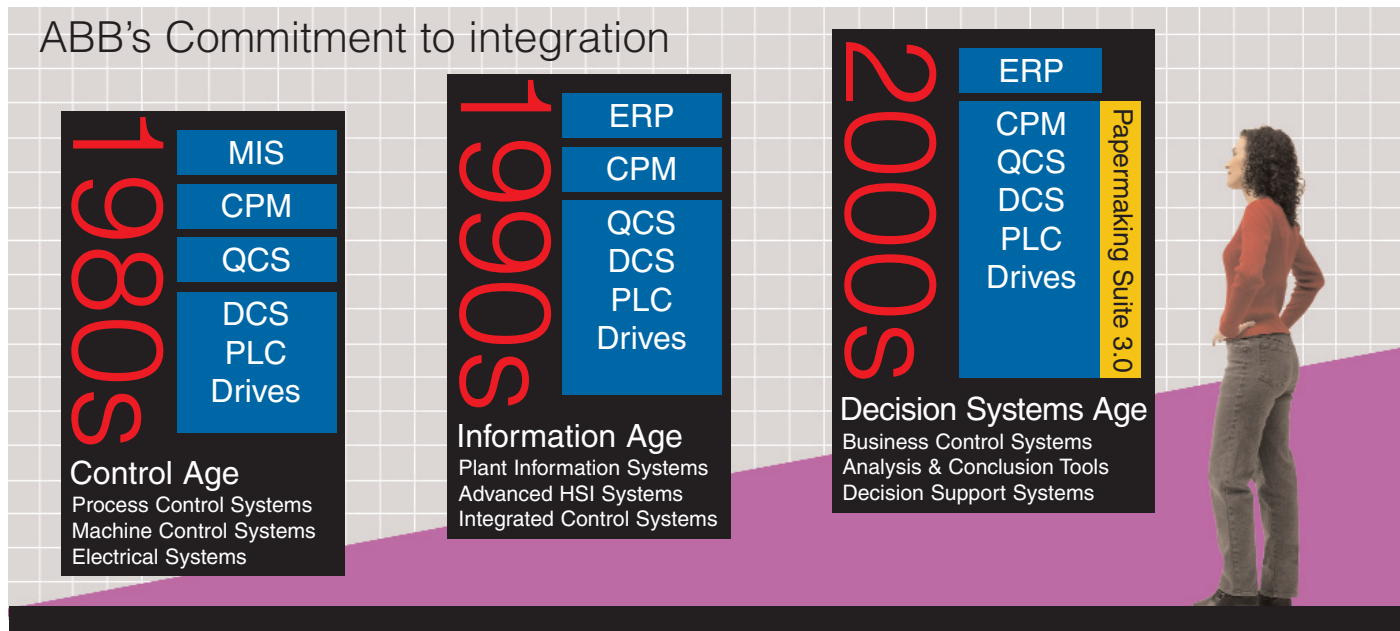 ABB's Commitment to integration
1980s
MIS
CPM
QCS
DCS
PLC
Drives
Control Age
Process Control Systems
Machine Control Systems
Electrical Systems
1990s
ERP
CPM
QCS
DCS
PLC
Drives
Information Age
Plant Information Systems
Advanced HSI Systems
Integrated Control Systems
2000s
ERP
CPM
QCS
DCS
PLC
Drives
Papermaking Suite 3.0
Decision Systems Age
Business Control Systems
Analysis & Conclusion Tools
Decision Support Systems